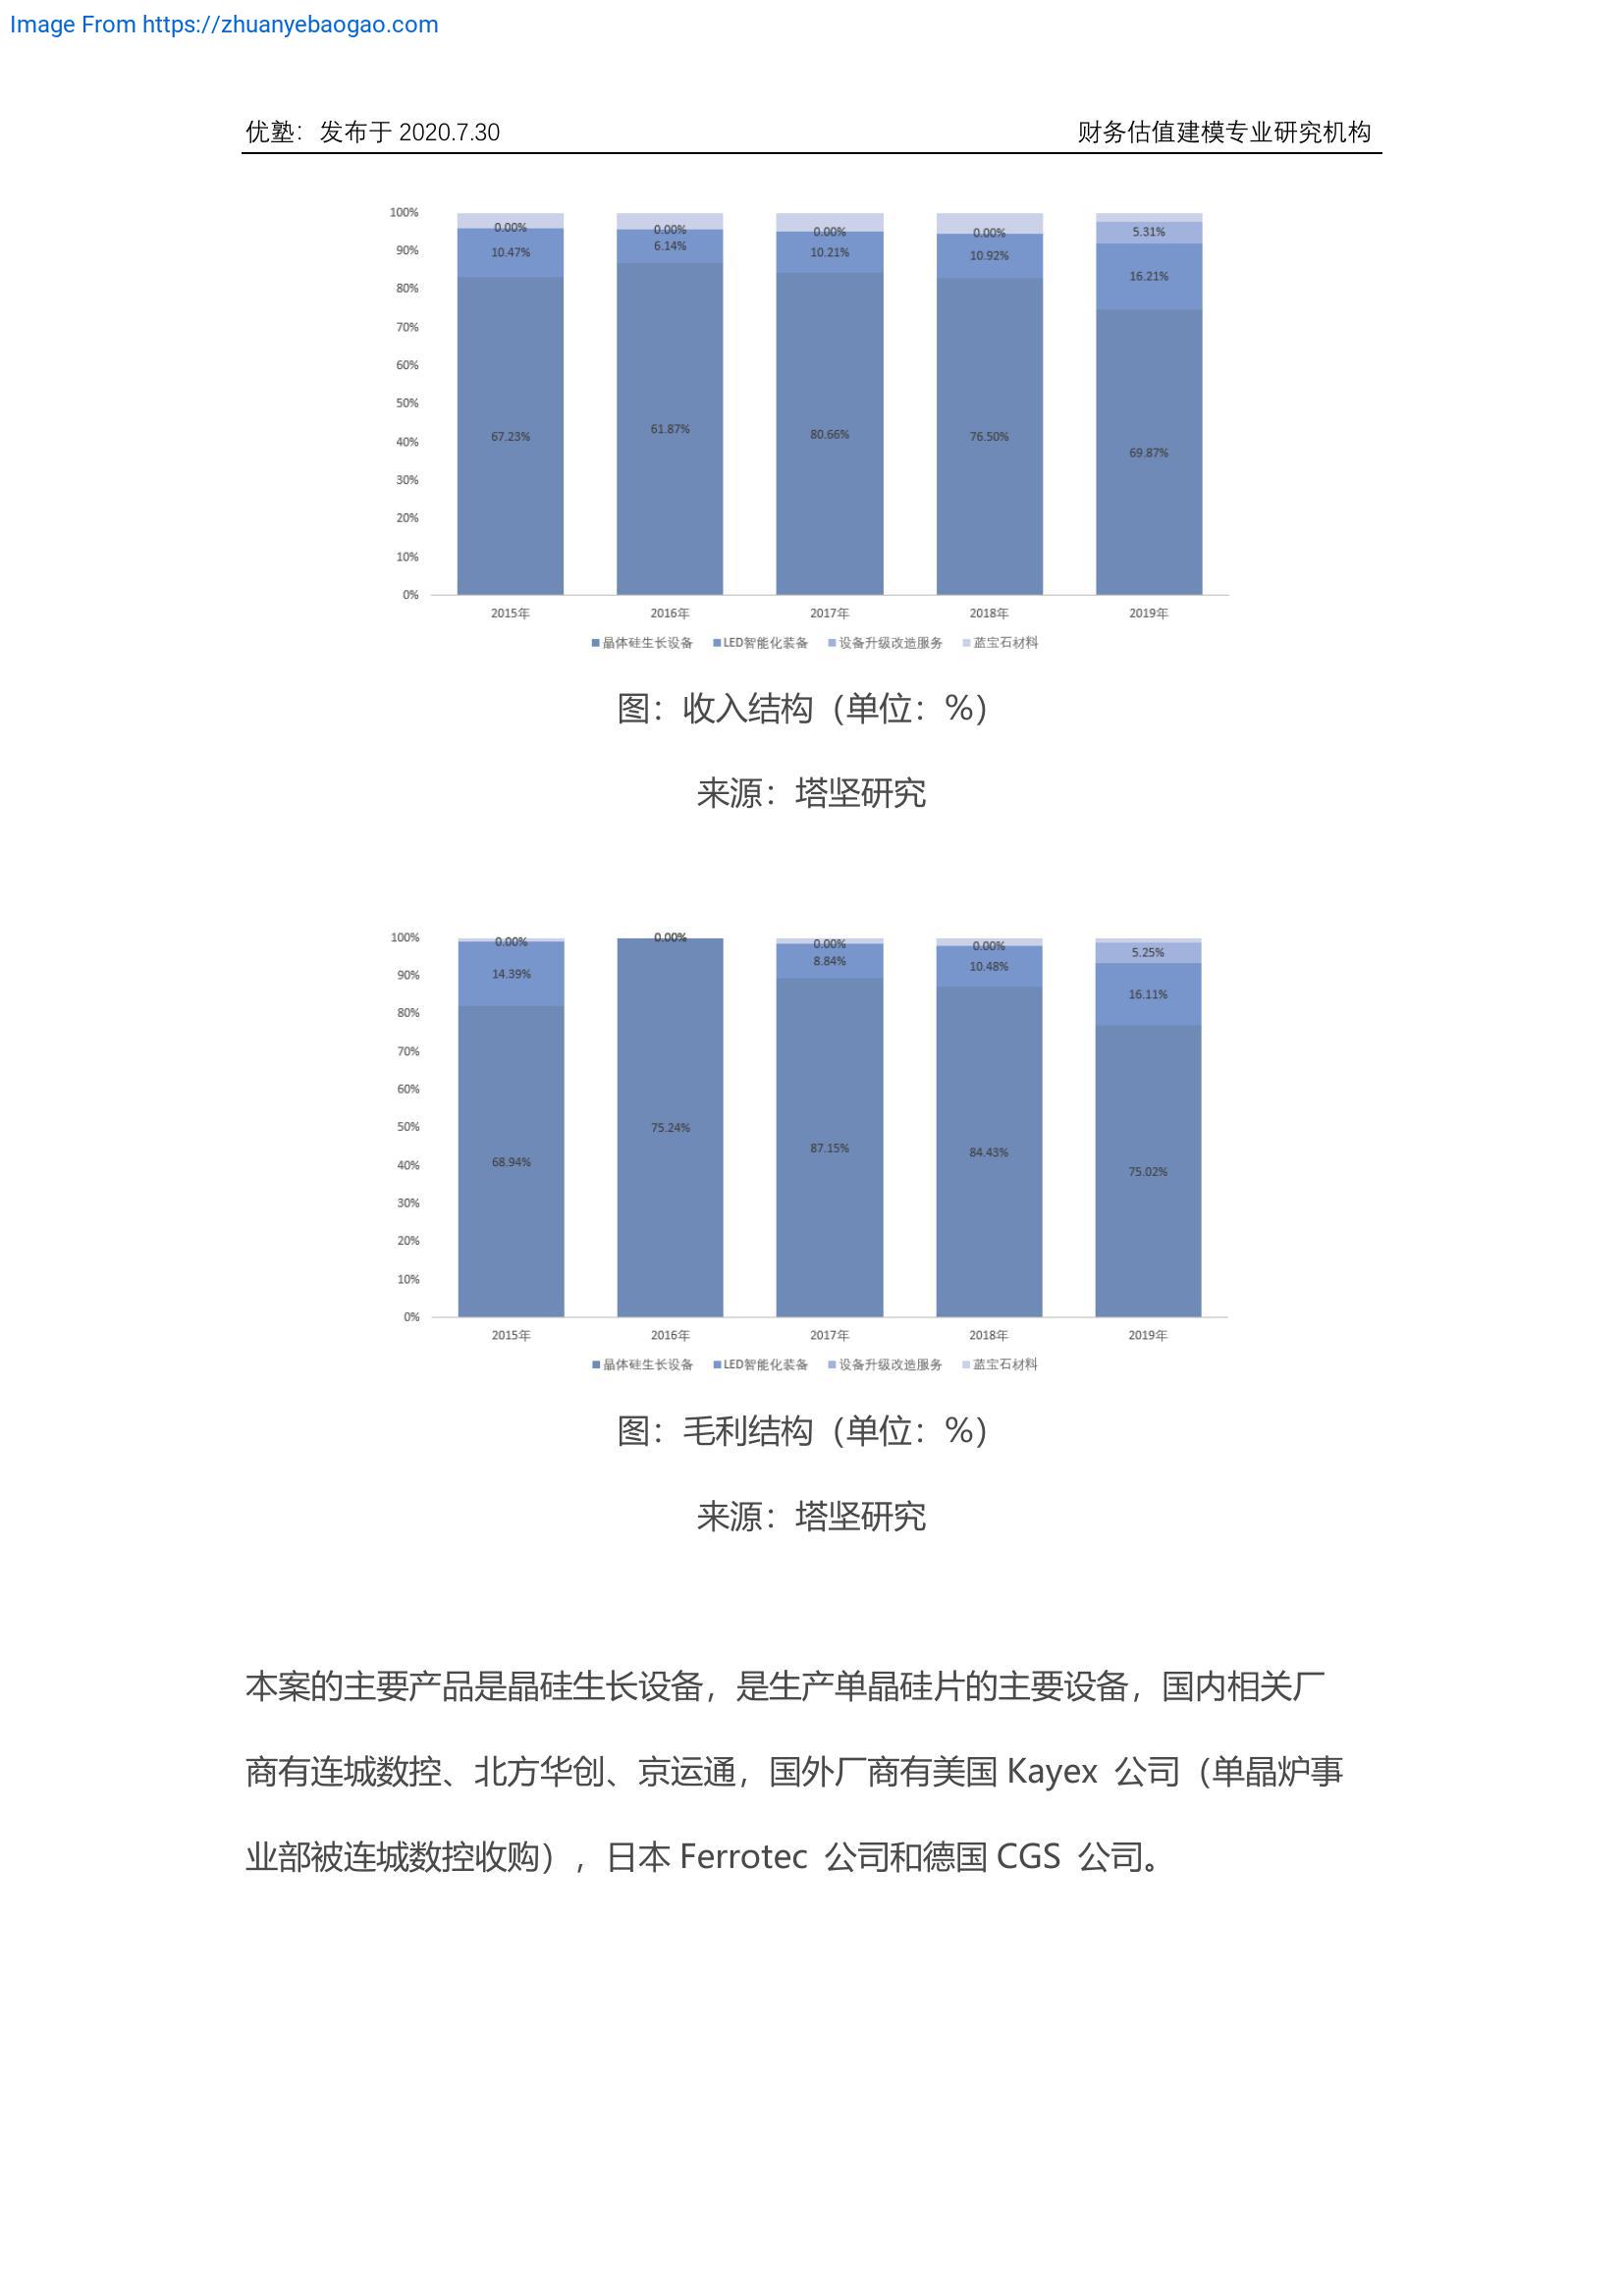 Image From https://zhuanyebaogao.com
优塾：发布于 2020.7.30 财务估值建模专业研究机构
100%
90%
80%
70%
60%
50%
40%
30%
20%
10%
0%
0.00% 0.00% 0.00% 0.00% 5.31%
10.47% 6.14% 10.21% 10.92% 16.21%
67.23% 61.87% 80.66% 76.50% 69.87%
2015年 2016年 2017年 2018年 2019年
晶体硅生长设备 LED智能化装备 设备升级改造服务 蓝宝石材料
图：收入结构（单位：%）
来源：塔坚研究
100%
90%
80%
70%
60%
50%
40%
30%
20%
10%
0%
0.00% 0.00% 0.00% 0.00% 5.25%
14.39% 8.84% 10.48% 16.11%
68.94% 75.24% 87.15% 84.43% 75.02%
2015年 2016年 2017年 2018年 2019年
晶体硅生长设备 LED智能化装备 设备升级改造服务 蓝宝石材料
图：毛利结构（单位：%）
来源：塔坚研究
本案的主要产品是晶硅生长设备，是生产单晶硅片的主要设备，国内相关厂
商有连城数控、北方华创、京运通，国外厂商有美国 Kayex 公司（单晶炉事
业部被连城数控收购），日本 Ferrotec 公司和德国 CGS 公司。